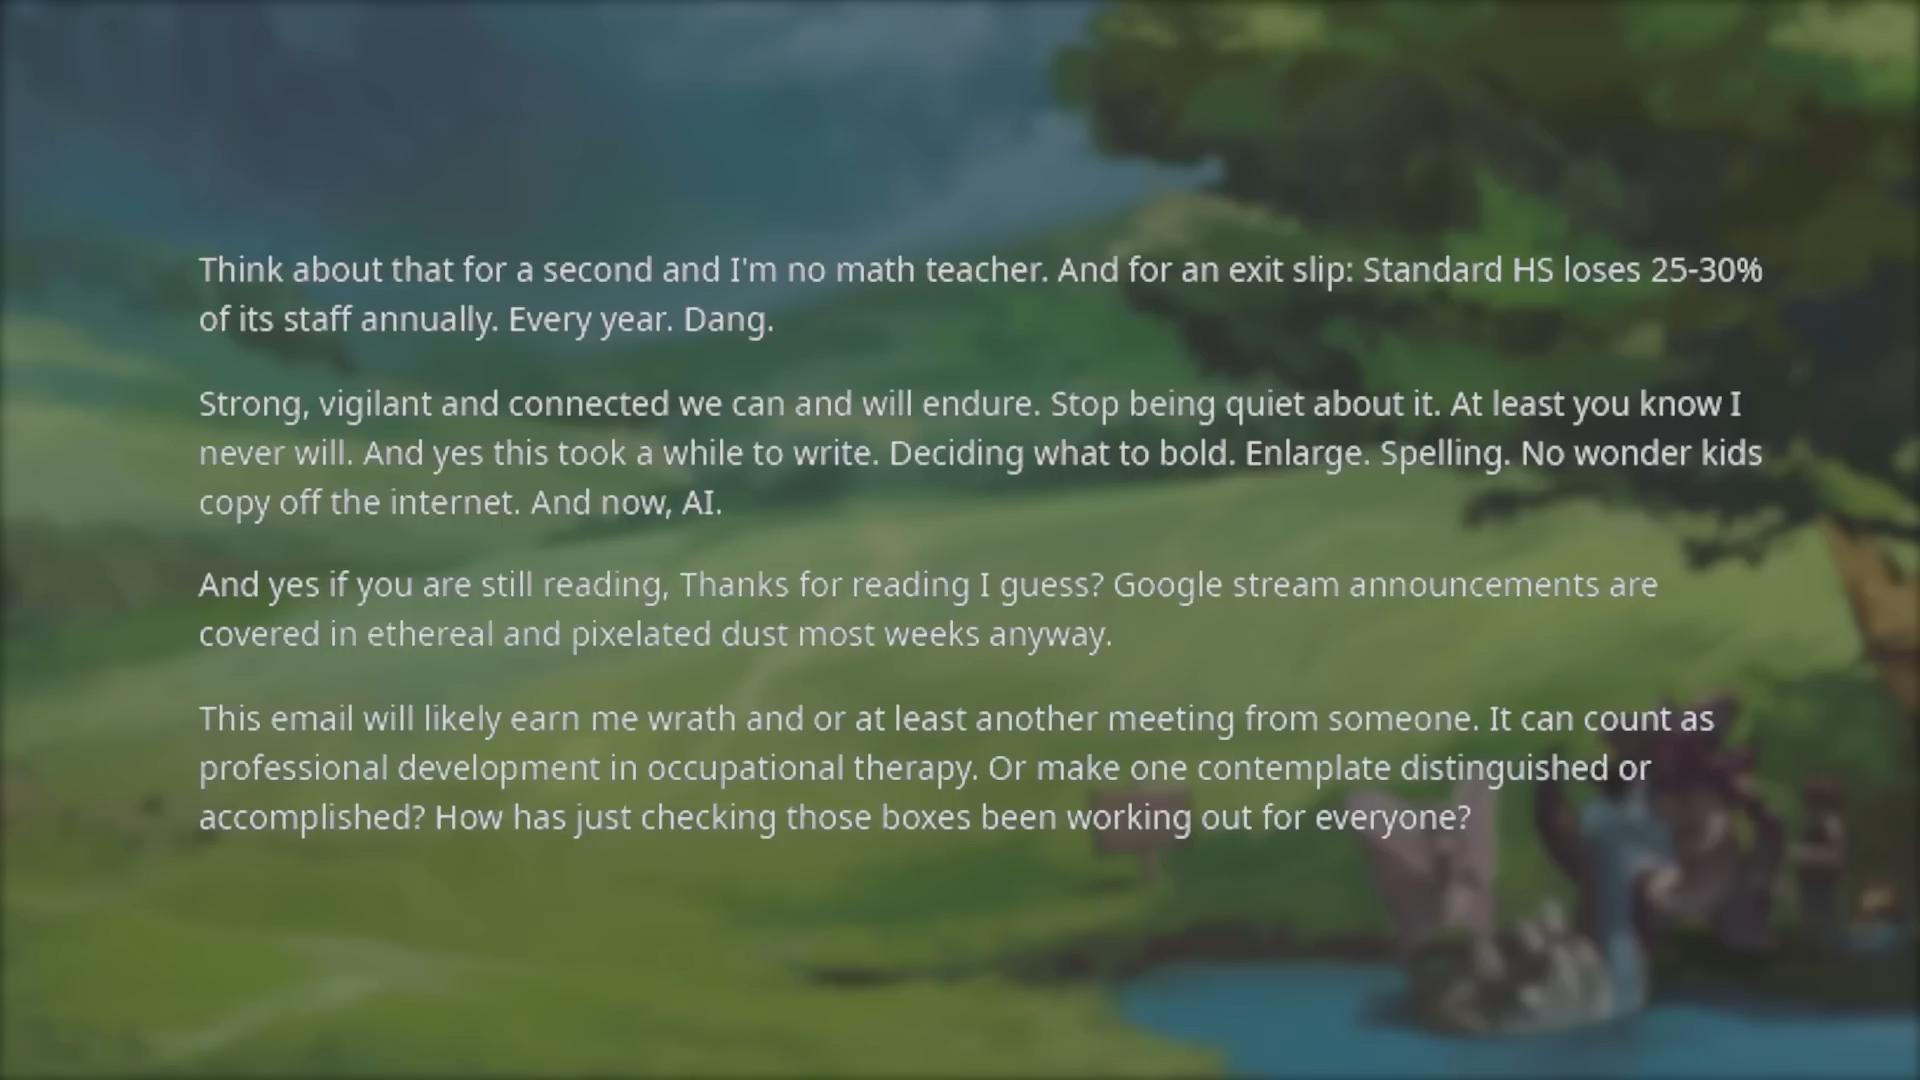 Think about that for a second and I'm no math teacher. And for an exit slip: Standard HS loses 25-30%
of its staff annually. Every year. Dang.
Strong, vigilant and connected we can and will endure. Stop being quiet about it. At least you know I
never will. And yes this took a while to write. Deciding what to bold. Enlarge. Spelling. No wonder kids
copy off the internet. And now, AI.
And yes if you are still reading, Thanks for reading I guess? Google stream announcements are
covered in ethereal and pixelated dust most weeks anyway.
This email will likely earn me wrath and or at least another meeting from someone. It can count as
professional development in occupational therapy. Or make one contemplate distinguished or
accomplished? How has just checking those boxes been working out for everyone?